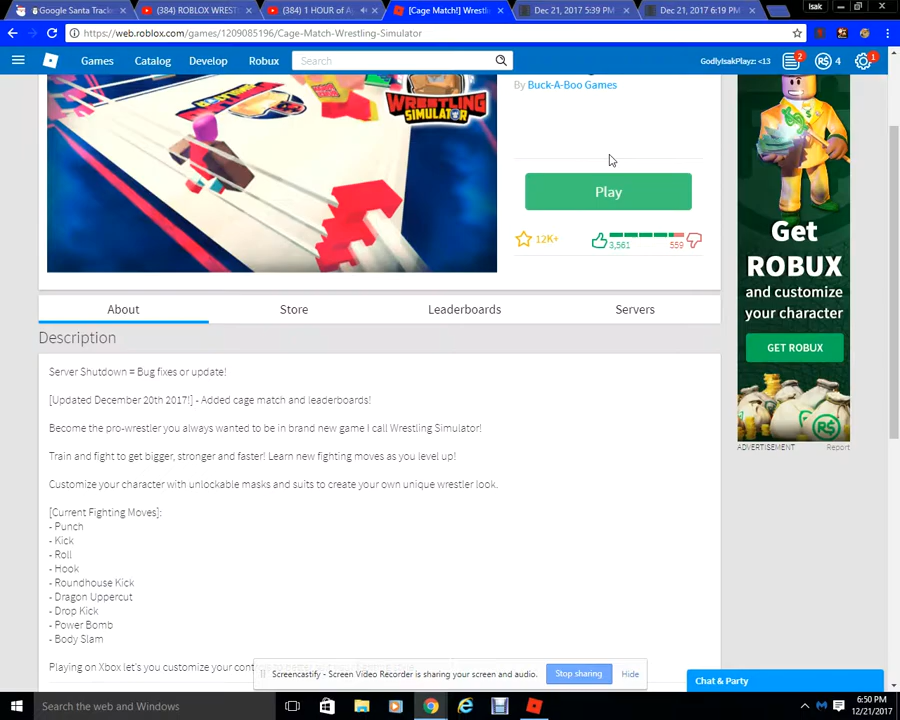 Google Santa Track
(384) ROBLOX WREST
(384) 1 HOUR of A
[Cage Match!] Wrestl
Dec 21, 2017 5:39 PM
Dec 21, 2017 6:19 PM
Isak
https://web.roblox.com/games/1209085196/Cage-Match-Wrestling-Simulator
Games
Catalog
Develop
Robux
Search
GodlyIsakPlayz: <13
2
R$ 4
1
WRESTLING
SIMULATOR
By Buck-A-Boo Games
Play
12K+
3,561
559
Get
ROBUX
and customize
your character
GET ROBUX
R$
ADVERTISEMENT
Report
About
Store
Leaderboards
Servers
Description
Server Shutdown = Bug fixes or update!
[Updated December 20th 2017!] - Added cage match and leaderboards!
Become the pro-wrestler you always wanted to be in brand new game I call Wrestling Simulator!
Train and fight to get bigger, stronger and faster! Learn new fighting moves as you level up!
Customize your character with unlockable masks and suits to create your own unique wrestler look.
[Current Fighting Moves]:
- Punch
- Kick
- Roll
- Hook
- Roundhouse Kick
- Dragon Uppercut
- Drop Kick
- Power Bomb
- Body Slam
Playing on Xbox let's you customize your con
Screencastify - Screen Video Recorder is sharing your screen and audio.
Stop sharing
Hide
Chat & Party
Search the web and Windows
6:50 PM
12/21/2017